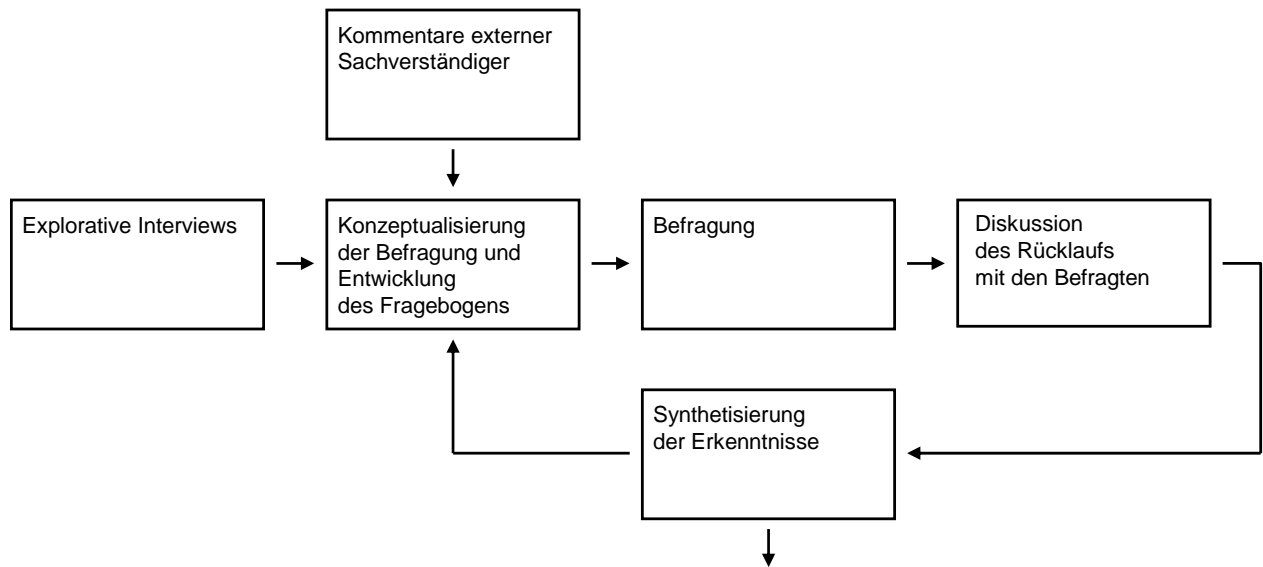 Kommentare externer
Sachverständiger
Explorative Interviews
Konzeptualisierung
der Befragung und
Entwicklung
des Fragebogens
Befragung
Diskussion
des Rücklaufs
mit den Befragten
Synthetisierung
der Erkenntnisse